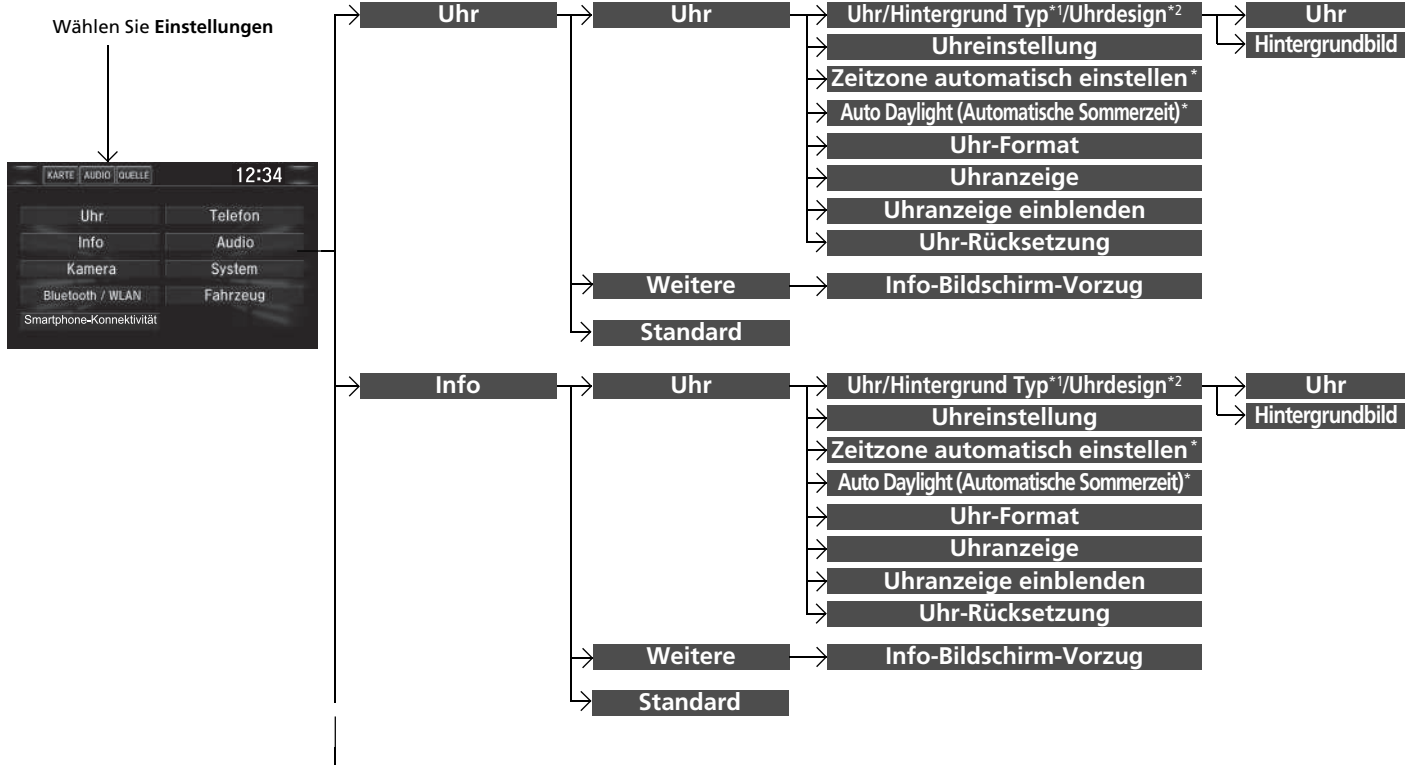 Wählen Sie Einstellungen
KARTE AUDIO QUELLE 12:34
Uhr Telefon
Info Audio
Kamera System
Bluetooth / WLAN Fahrzeug
Smartphone-Konnektivität
Uhr
Uhr
Uhr/Hintergrund Typ*1/Uhrdesign*2
Uhr
Hintergrundbild
Uhreinstellung
Zeitzone automatisch einstellen*
Auto Daylight (Automatische Sommerzeit)*
Uhr-Format
Uhranzeige
Uhranzeige einblenden
Uhr-Rücksetzung
Weitere
Info-Bildschirm-Vorzug
Standard
Info
Uhr
Uhr/Hintergrund Typ*1/Uhrdesign*2
Uhr
Hintergrundbild
Uhreinstellung
Zeitzone automatisch einstellen*
Auto Daylight (Automatische Sommerzeit)*
Uhr-Format
Uhranzeige
Uhranzeige einblenden
Uhr-Rücksetzung
Weitere
Info-Bildschirm-Vorzug
Standard